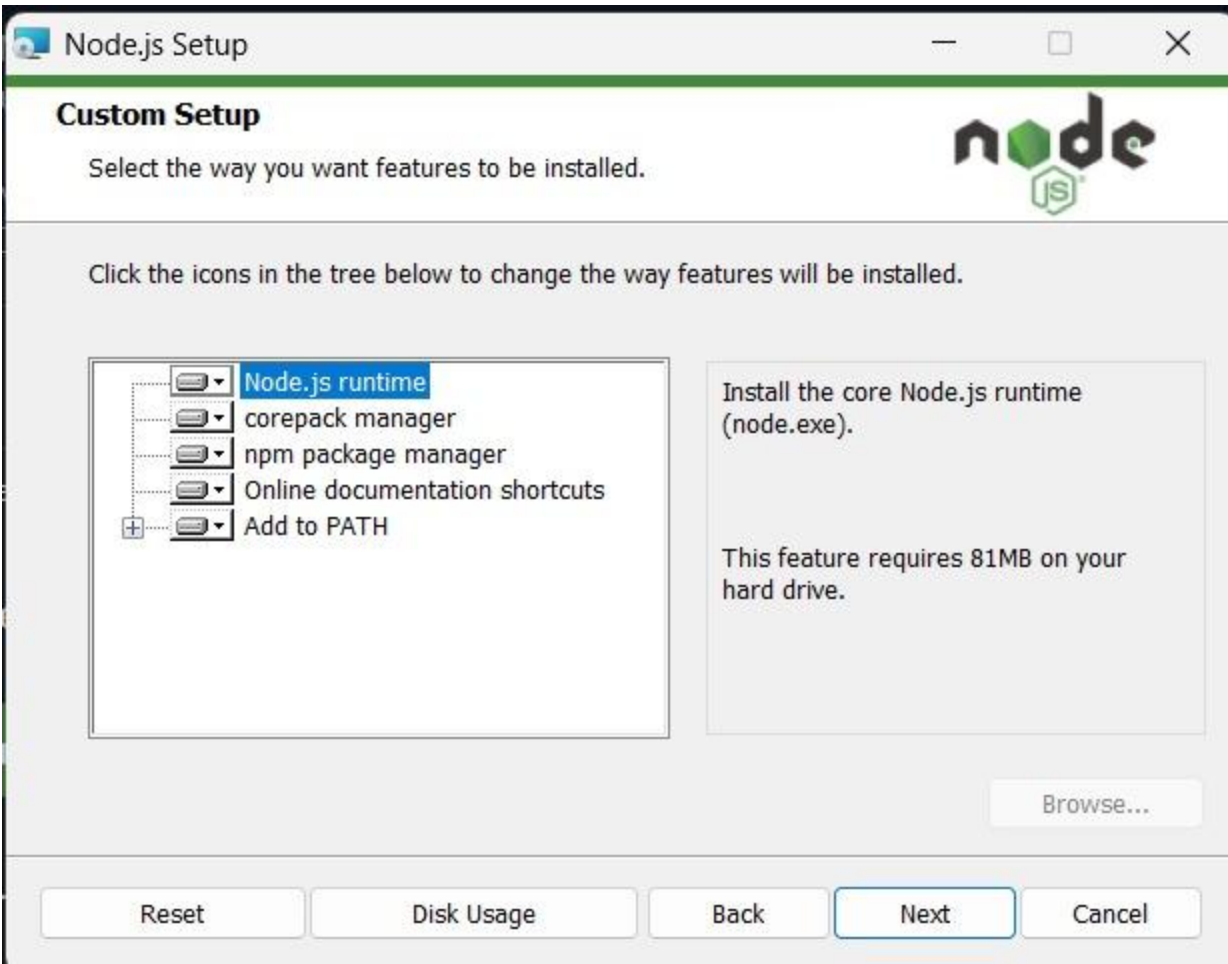 Node.js Setup
Custom Setup
Select the way you want features to be installed.
node
JS
Click the icons in the tree below to change the way features will be installed.
Node.js runtime
corepack manager
npm package manager
Online documentation shortcuts
Add to PATH
Install the core Node.js runtime
(node.exe).
This feature requires 81MB on your
hard drive.
Browse...
Reset
Disk Usage
Back
Next
Cancel